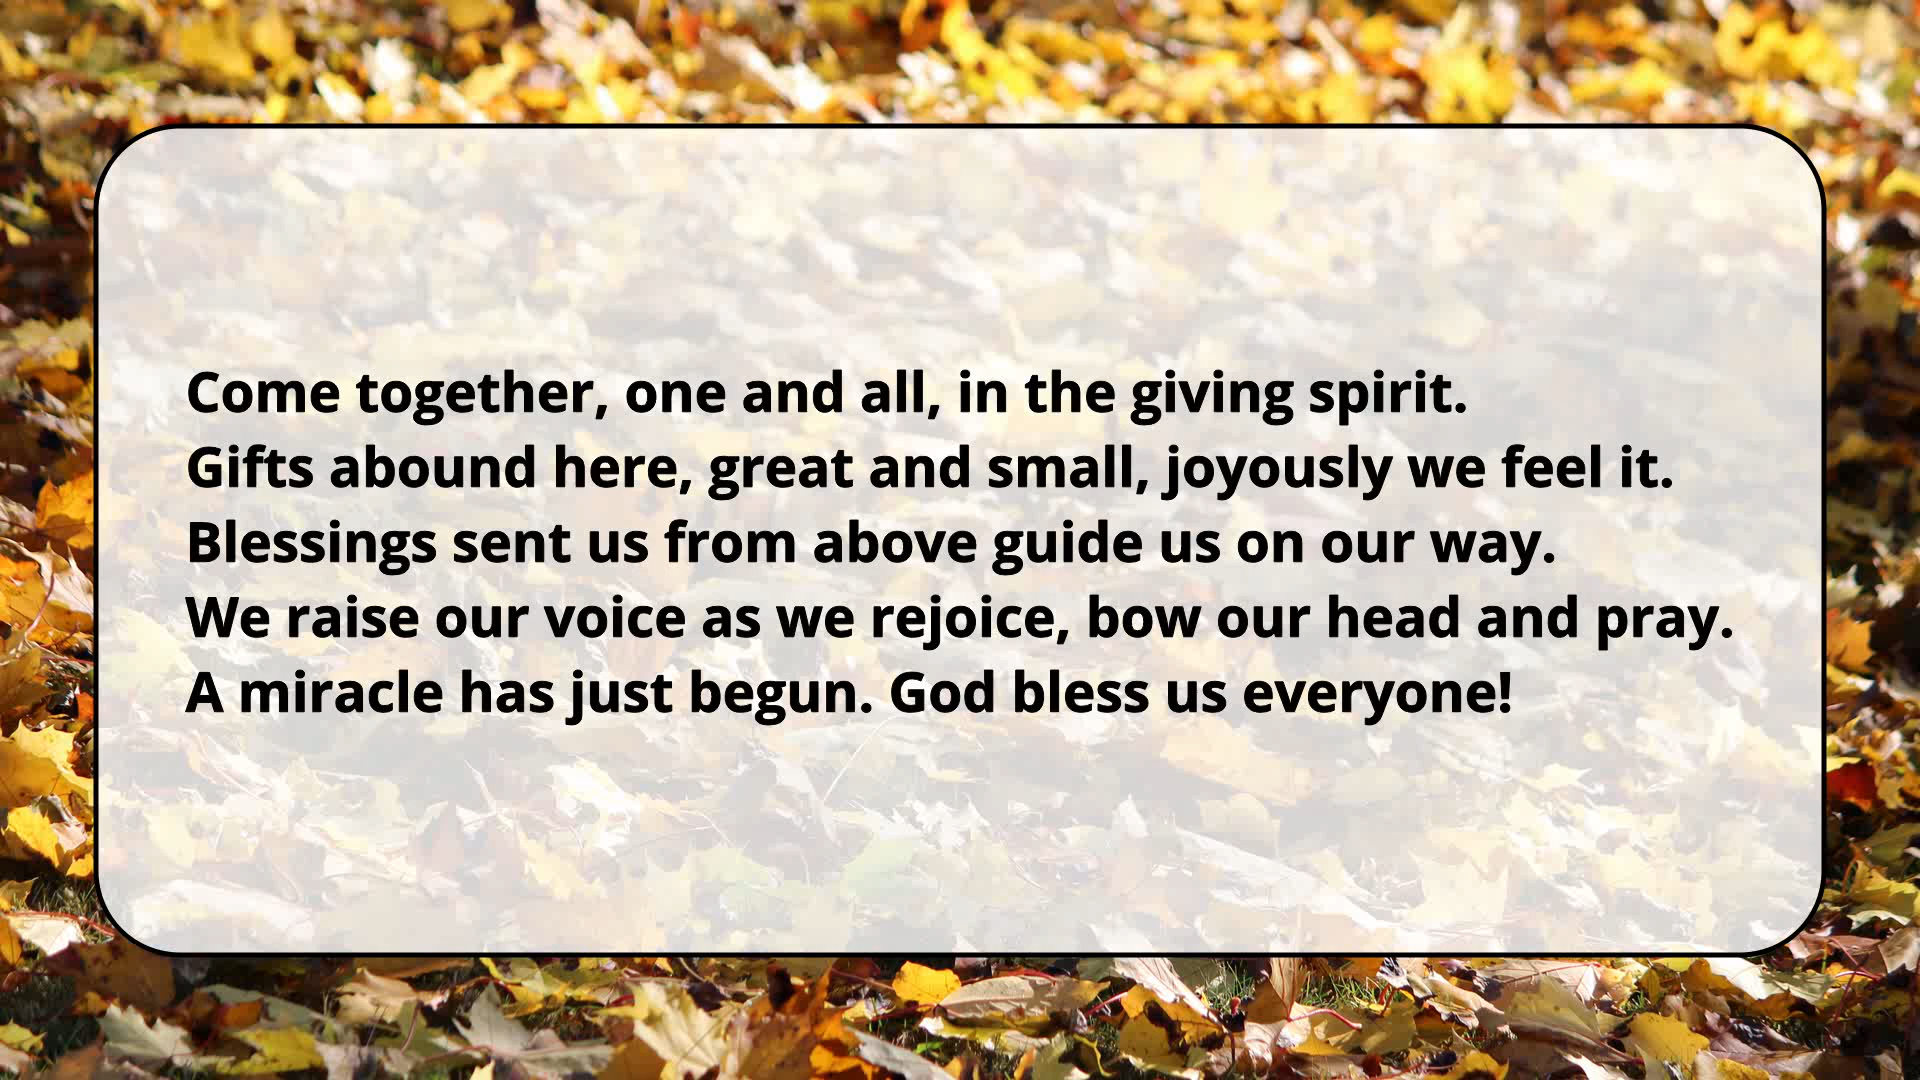 Come together, one and all, in the giving spirit.
Gifts abound here, great and small, joyously we feel it.
Blessings sent us from above guide us on our way.
We raise our voice as we rejoice, bow our head and pray.
A miracle has just begun. God bless us everyone!